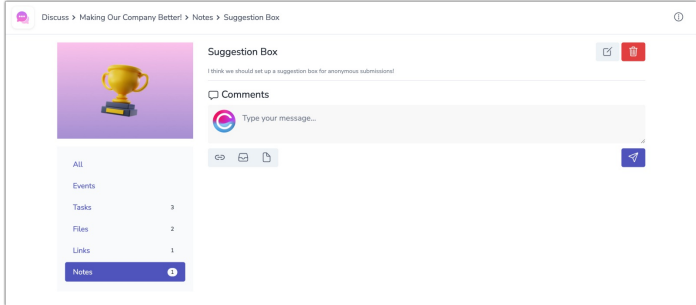 Discuss > Making Our Company Better! > Notes > Suggestion Box
Suggestion Box
I think we should set up a suggestion box for anonymous submissions!
Comments
Type your message...
All
Events
Tasks 3
Files 2
Links 1
Notes 1